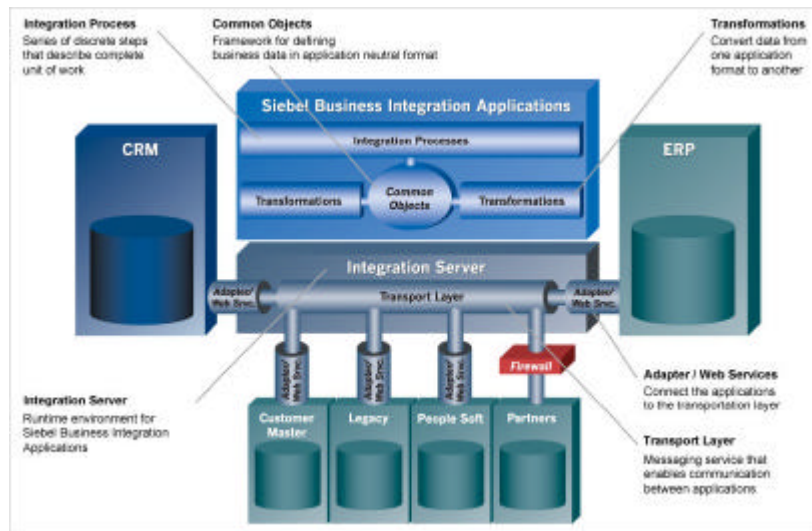 Integration Process
Series of discrete steps
that describe complete
unit of work
Common Objects
Framework for defining
business data in application neutral format
Transformations
Convert data from
one application
format to another
Siebel Business Integration Applications
Integration Processes
Transformations
Common
Objects
Transformations
CRM
ERP
Integration Server
Transport Layer
Adapter/
Web Srvc.
Adapter/
Web Srvc.
Adapter/
Web Srvc.
Adapter/
Web Srvc.
Adapter/
Web Srvc.
Firewall
Customer
Master
Legacy
People Soft
Partners
Integration Server
Runtime environment for
Siebel Business Integration
Applications
Adapter / Web Services
Connect the applications
to the transportation layer
Transport Layer
Messaging service that
enables communication
between applications